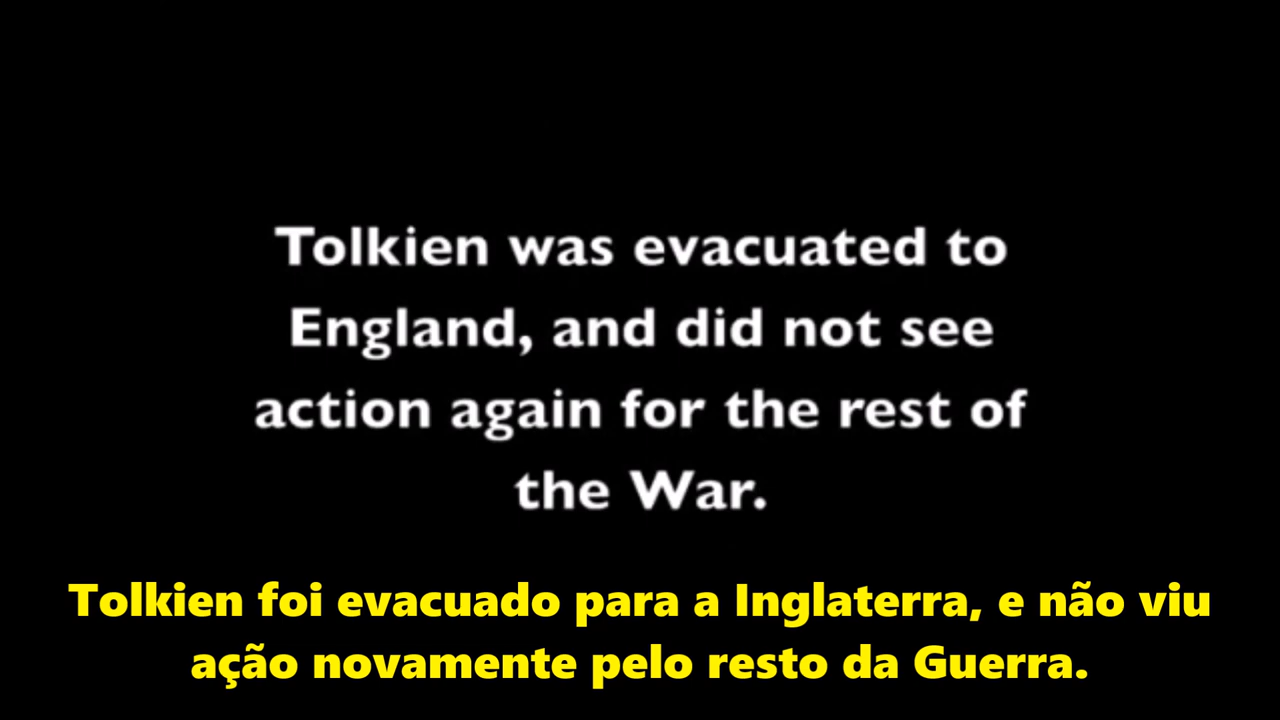 Tolkien was evacuated to
England, and did not see
action again for the rest of
the War.
Tolkien foi evacuado para a Inglaterra, e não viu
ação novamente pelo resto da Guerra.